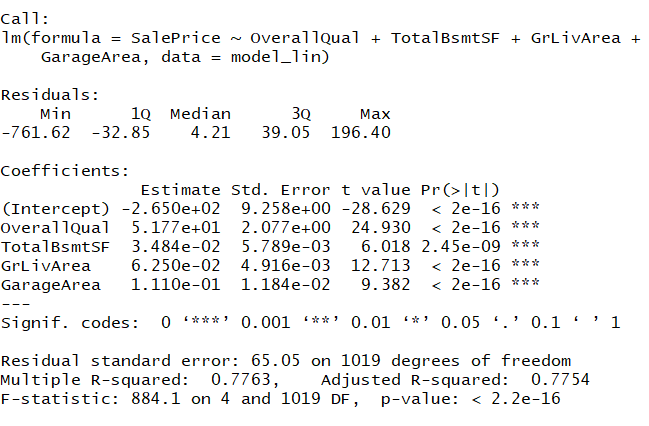 Call:
lm(formula = SalePrice ~ OverallQual + TotalBsmtSF + GrLivArea +
    GarageArea, data = model_lin)

Residuals:
    Min      1Q  Median      3Q     Max
-761.62  -32.85    4.21   39.05  196.40

Coefficients:
              Estimate Std. Error t value Pr(>|t|)
(Intercept) -2.650e+02  9.258e+00 -28.629  < 2e-16 ***
OverallQual  5.177e+01  2.077e+00  24.930  < 2e-16 ***
TotalBsmtSF  3.484e-02  5.789e-03   6.018 2.45e-09 ***
GrLivArea    6.250e-02  4.916e-03  12.713  < 2e-16 ***
GarageArea   1.110e-01  1.184e-02   9.382  < 2e-16 ***
---
Signif. codes:  0 ‘***’ 0.001 ‘**’ 0.01 ‘*’ 0.05 ‘.’ 0.1 ‘ ’ 1

Residual standard error: 65.05 on 1019 degrees of freedom
Multiple R-squared:  0.7763,    Adjusted R-squared:  0.7754
F-statistic: 884.1 on 4 and 1019 DF,  p-value: < 2.2e-16